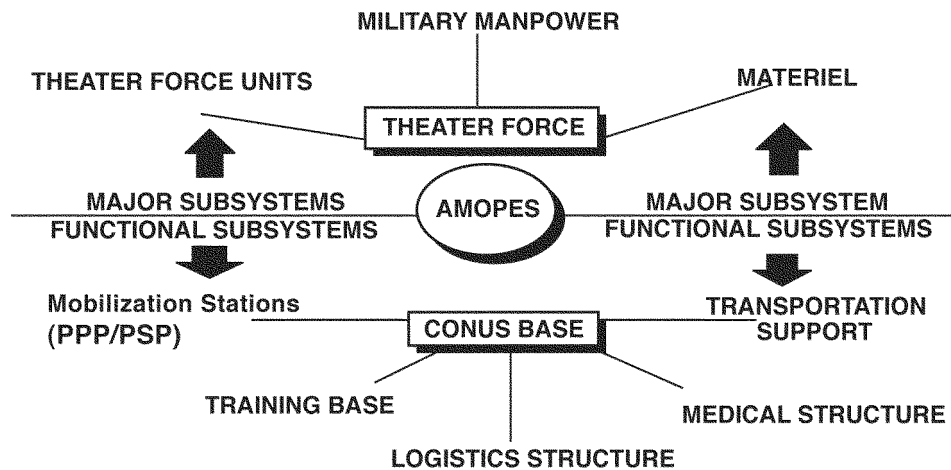 MILITARY MANPOWER
THEATER FORCE UNITS
MATERIEL
THEATER FORCE
MAJOR SUBSYSTEMS
FUNCTIONAL SUBSYSTEMS
AMOPES
MAJOR SUBSYSTEM
FUNCTIONAL SUBSYSTEMS
Mobilization Stations
(PPP/PSP)
CONUS BASE
TRANSPORTATION
SUPPORT
TRAINING BASE
MEDICAL STRUCTURE
LOGISTICS STRUCTURE